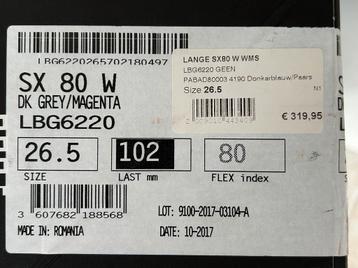 LBG6220265702180497
SX 80 W
DK GREY/MAGENTA
LBG6220
LANGE SX80 W WMS
LBG6220 GEEN
PABAD80003 4190 Donkarblauw/Paars
Size 26.5
N1
€ 319,95
26.5
102
80
SIZE
LAST mm
FLEX index
3 607682 188568
LOT: 9100-2017-03104-A
MADE IN: ROMANIA
DATE: 10-2017